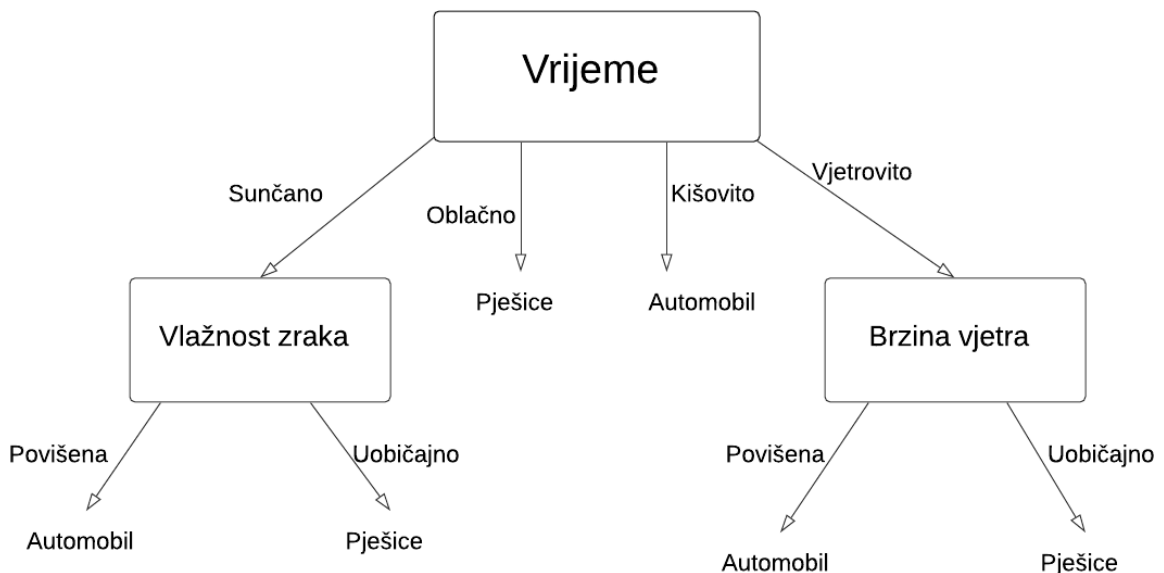 Vrijeme
Sunčano
Oblačno
Kišovito
Vjetrovito
Vlažnost zraka
Pješice
Automobil
Brzina vjetra
Povišena
Uobičajno
Povišena
Uobičajno
Automobil
Pješice
Automobil
Pješice